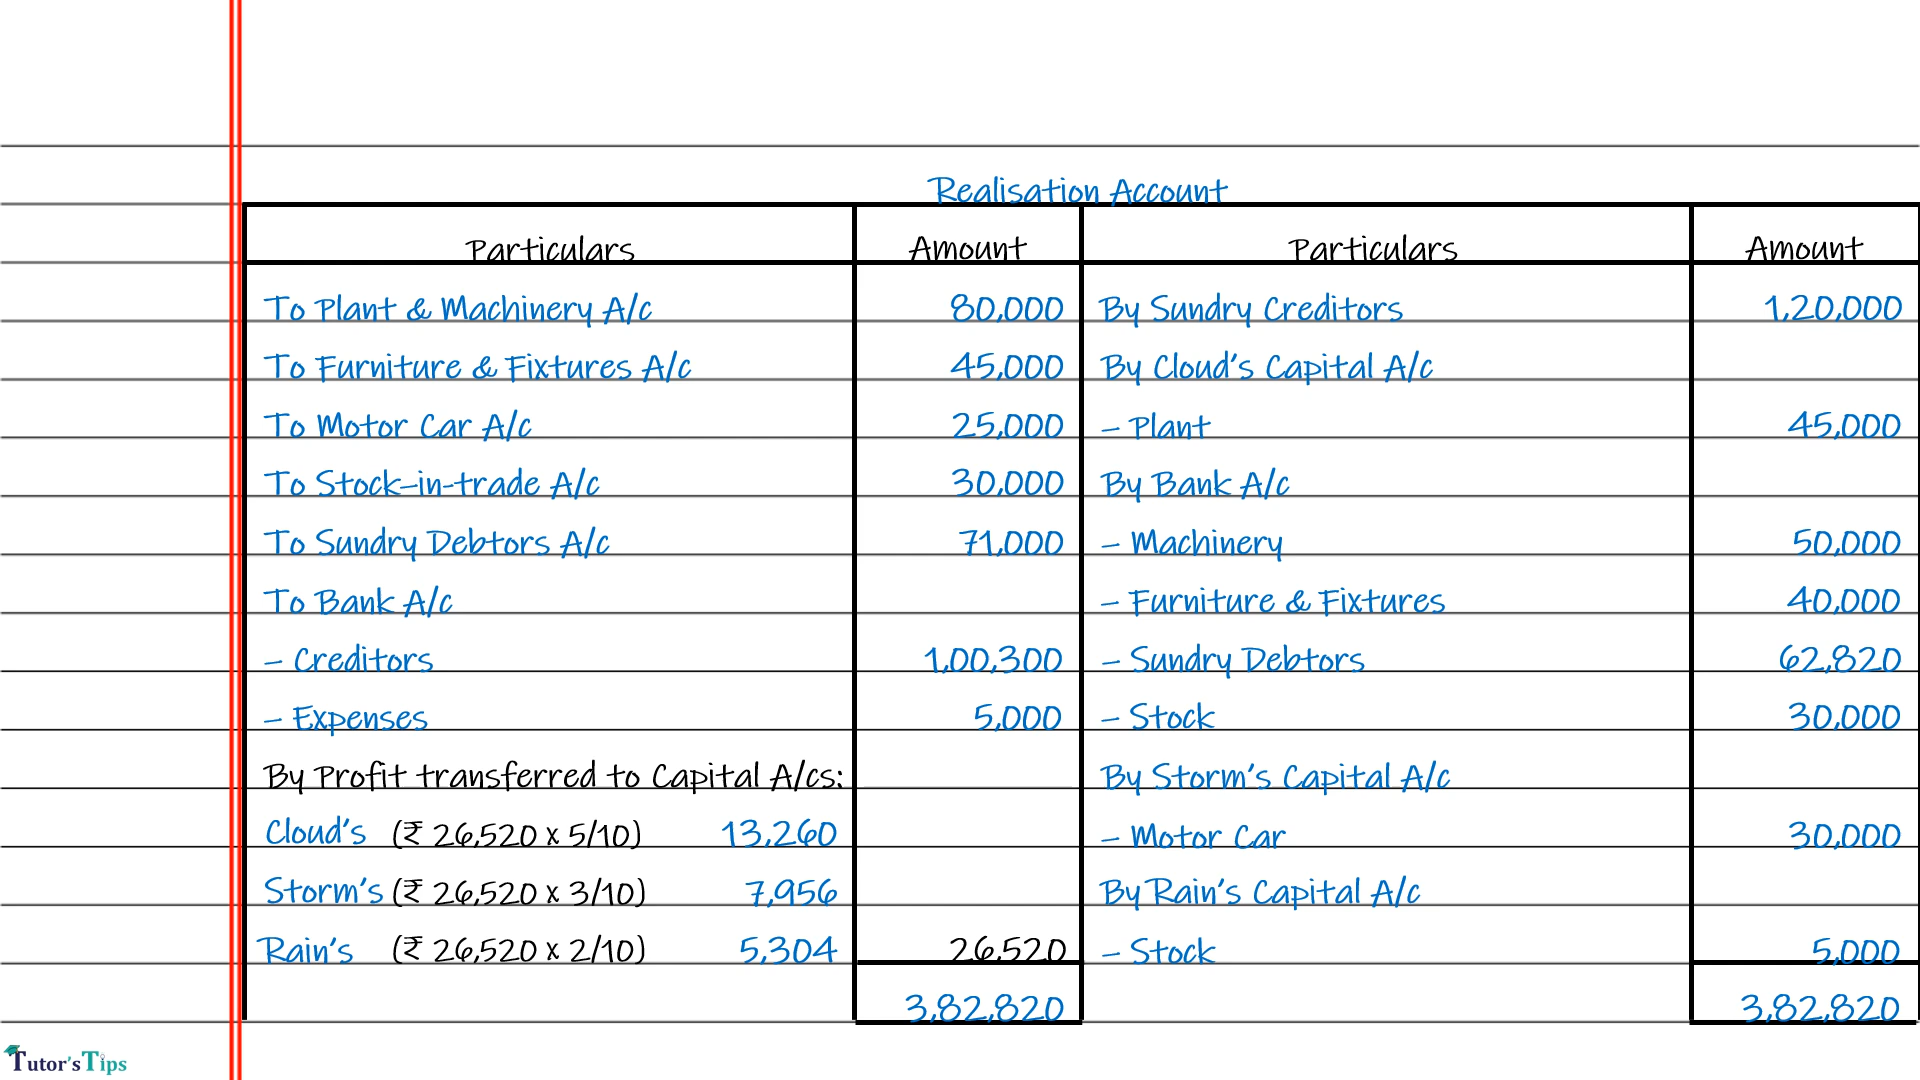 Realisation Account
Particulars Amount Particulars Amount
To Plant & Machinery A/c 80,000 By Sundry Creditors 1,20,000
To Furniture & Fixtures A/c 45,000 By Cloud's Capital A/c
To Motor Car A/c 25,000 – Plant 45,000
To Stock-in-trade A/c 30,000 By Bank A/c
To Sundry Debtors A/c 71,000 – Machinery 50,000
To Bank A/c – Furniture & Fixtures 40,000
– Creditors 1,00,300 – Sundry Debtors 62,820
– Expenses 5,000 – Stock 30,000
By Profit transferred to Capital A/cs: By Storm's Capital A/c
Cloud's (₹ 26,520 x 5/10) 13,260 – Motor Car 30,000
Storm's (₹ 26,520 x 3/10) 7,956 By Rain's Capital A/c
Rain's (₹ 26,520 x 2/10) 5,304 26,520 – Stock 5,000
3,82,820 3,82,820
Tutor'sTips